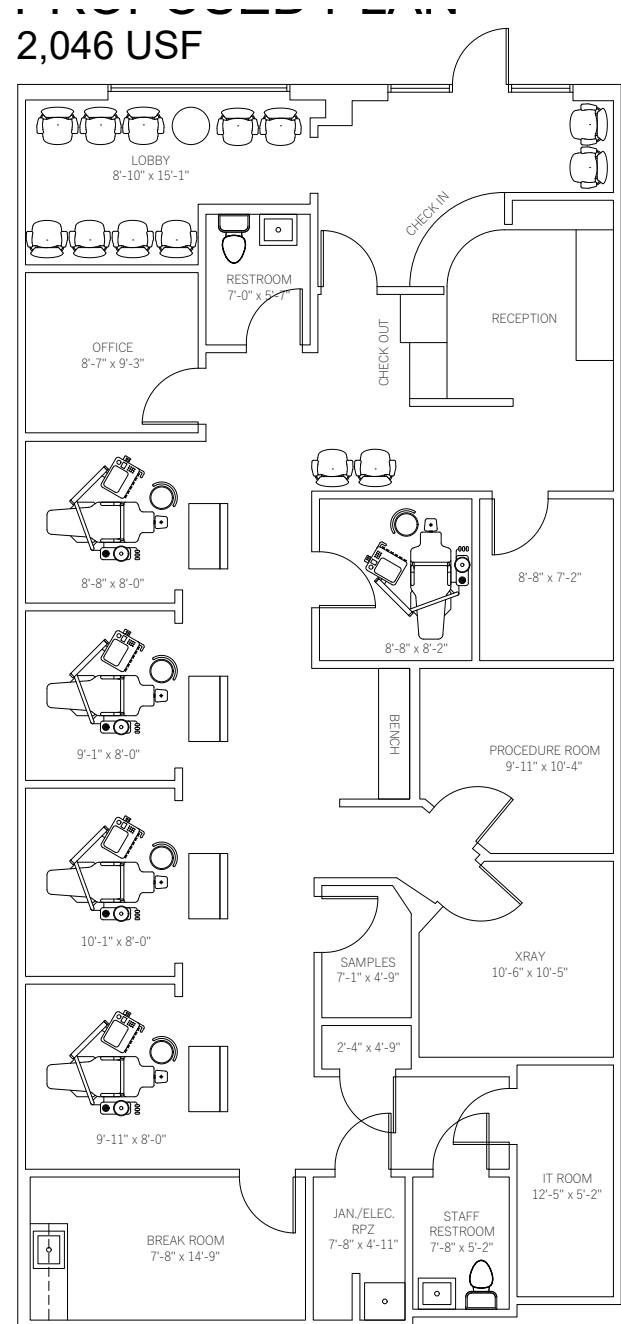 PROPOSED PLAN
2,046 USF
LOBBY
8'-10" x 15'-1"
CHECK IN
RESTROOM
7'-0" x 5'-7"
RECEPTION
OFFICE
8'-7" x 9'-3"
CHECK OUT
8'-8" x 8'-0"
8'-8" x 7'-2"
8'-8" x 8'-2"
9'-1" x 8'-0"
BENCH
PROCEDURE ROOM
9'-11" x 10'-4"
10'-1" x 8'-0"
SAMPLES
7'-1" x 4'-9"
XRAY
10'-6" x 10'-5"
2'-4" x 4'-9"
9'-11" x 8'-0"
IT ROOM
12'-5" x 5'-2"
BREAK ROOM
7'-8" x 14'-9"
JAN./ELEC.
RPZ
7'-8" x 4'-11"
STAFF
RESTROOM
7'-8" x 5'-2"